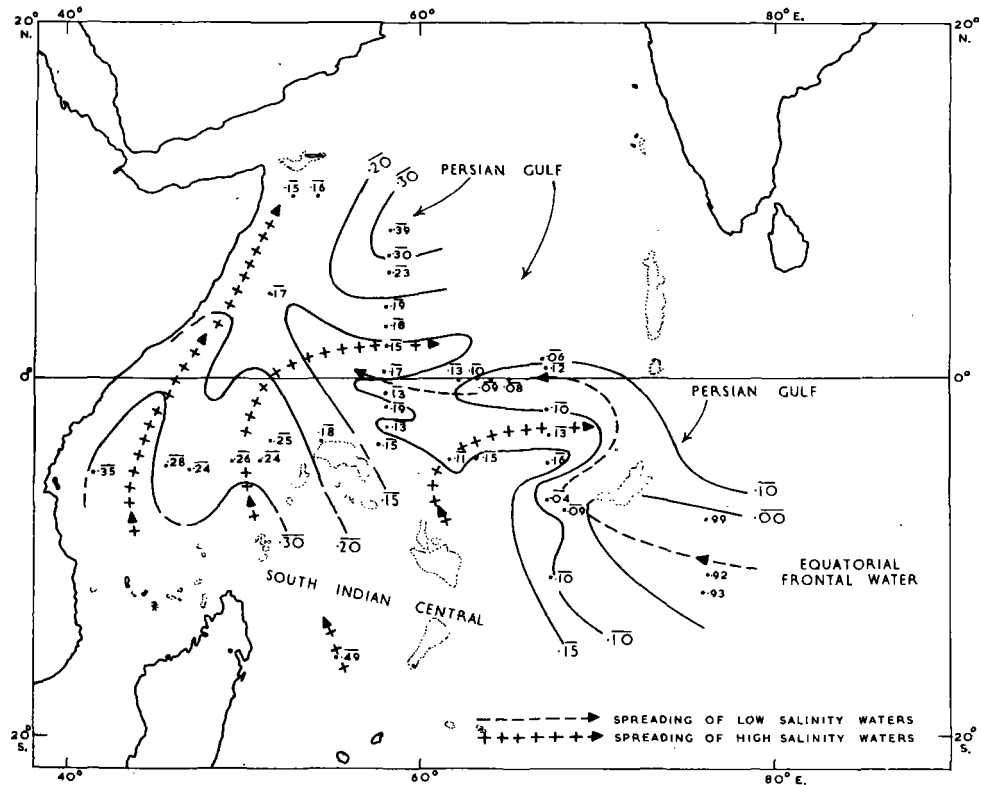 20° 40° 60° 80° E. 20°
N. N.
·20
·30 PERSIAN GULF
·15 ·16
·39
·30
·23
·17
·19
·18
·15
·06
·17 ·13 ·10 ·12
0° 0°
·09 ·08
·13 PERSIAN GULF
·19 ·10
·13
·25 ·18 ·13
·15
·35 ·28 ·24 ·26 ·24 ·11 ·15 ·16
·15 ·04 ·10
·09 ·99 ·00
·30 ·20
EQUATORIAL
FRONTAL WATER
·10 ·92
·93
SOUTH INDIAN CENTRAL
·10
·15
·49
SPREADING OF LOW SALINITY WATERS
20° SPREADING OF HIGH SALINITY WATERS 20°
S. S.
40° 60° 80° E.